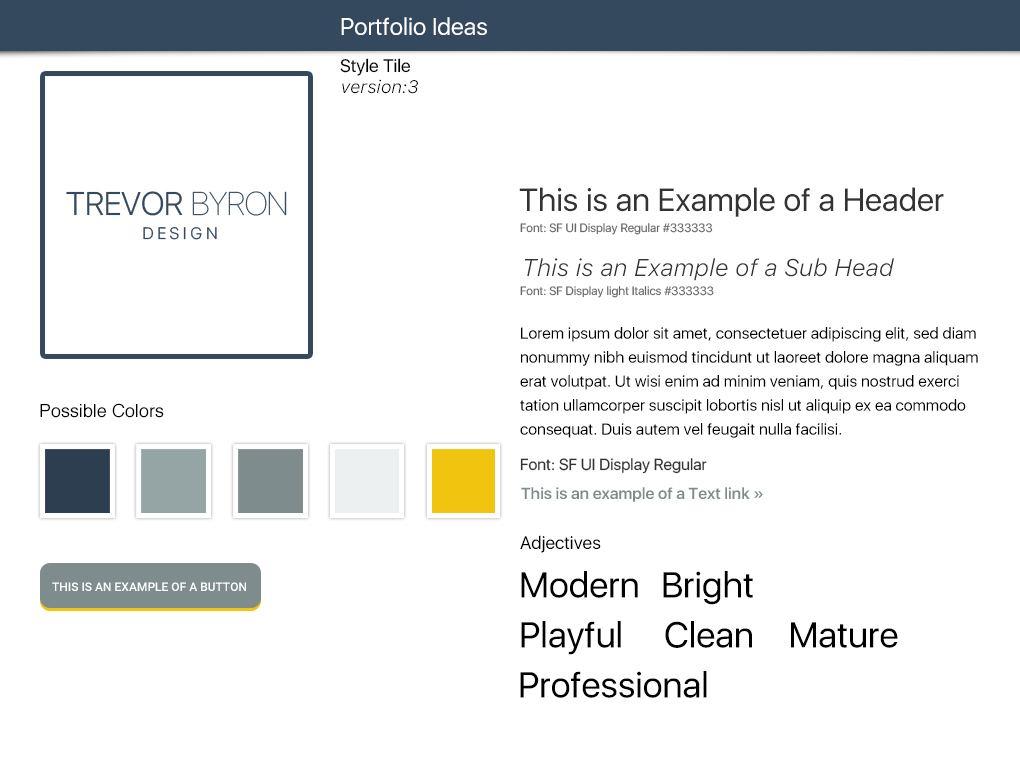 Portfolio Ideas
Style Tile
version:3
TREVOR BYRON
DESIGN
Possible Colors
THIS IS AN EXAMPLE OF A BUTTON
This is an Example of a Header
Font: SF UI Display Regular #333333
This is an Example of a Sub Head
Font: SF Display light Italics #333333
Lorem ipsum dolor sit amet, consectetuer adipiscing elit, sed diam
nonummy nibh euismod tincidunt ut laoreet dolore magna aliquam
erat volutpat. Ut wisi enim ad minim veniam, quis nostrud exerci
tation ullamcorper suscipit lobortis nisl ut aliquip ex ea commodo
consequat. Duis autem vel feugait nulla facilisi.
Font: SF UI Display Regular
This is an example of a Text link »
Adjectives
Modern Bright
Playful Clean Mature
Professional